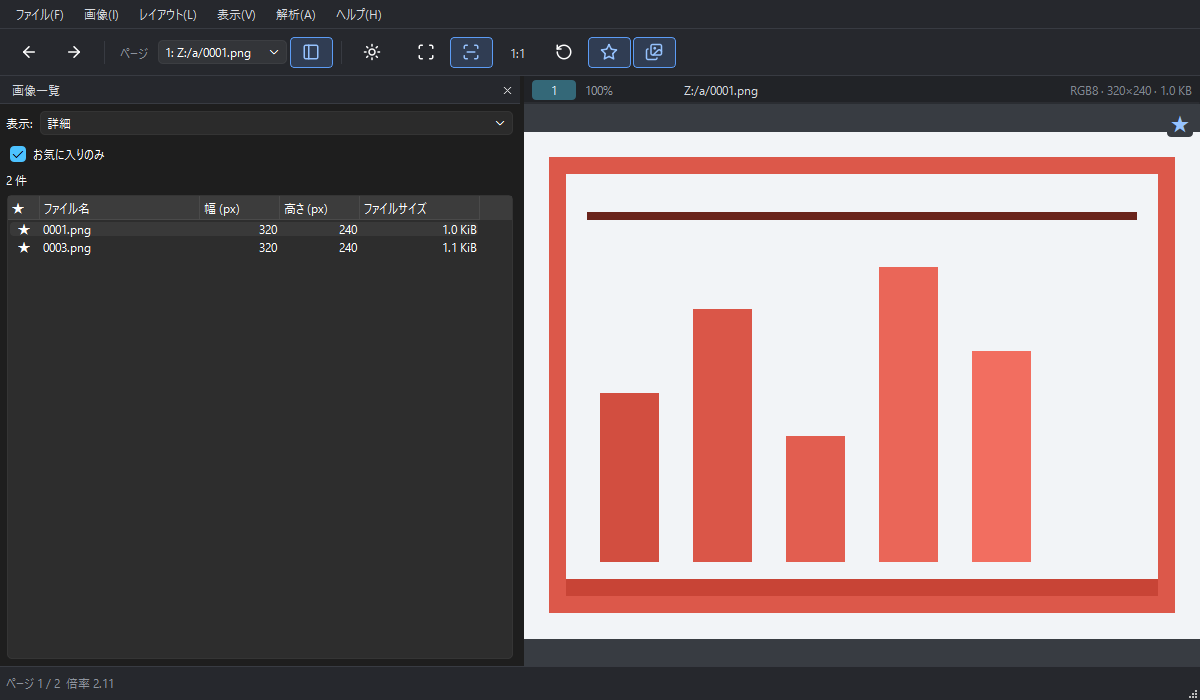 ファイル(F) 画像(I) レイアウト(L) 表示(V) 解析(A) ヘルプ(H)
ページ 1: Z:/a/0001.png 1:1
画像一覧
表示: 詳細
お気に入りのみ
2 件
★ ファイル名 幅 (px) 高さ (px) ファイルサイズ
★ 0001.png 320 240 1.0 KiB
★ 0003.png 320 240 1.1 KiB
1 100% Z:/a/0001.png RGB8 · 320×240 · 1.0 KB
ページ 1 / 2 倍率 2.11